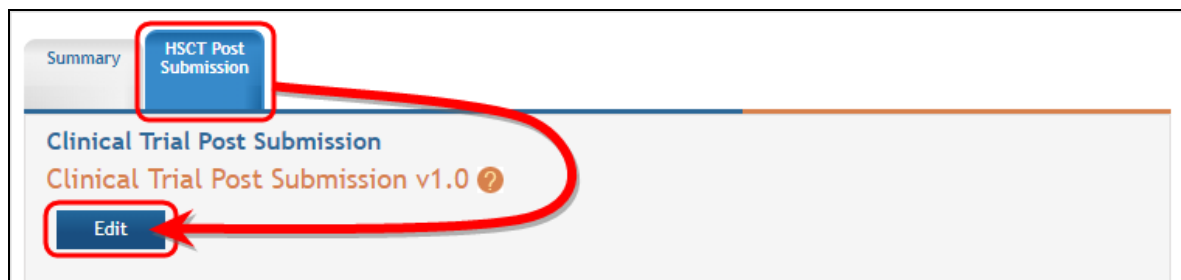 Summary
HSCT Post
Submission
Clinical Trial Post Submission
Clinical Trial Post Submission v1.0 ?
Edit